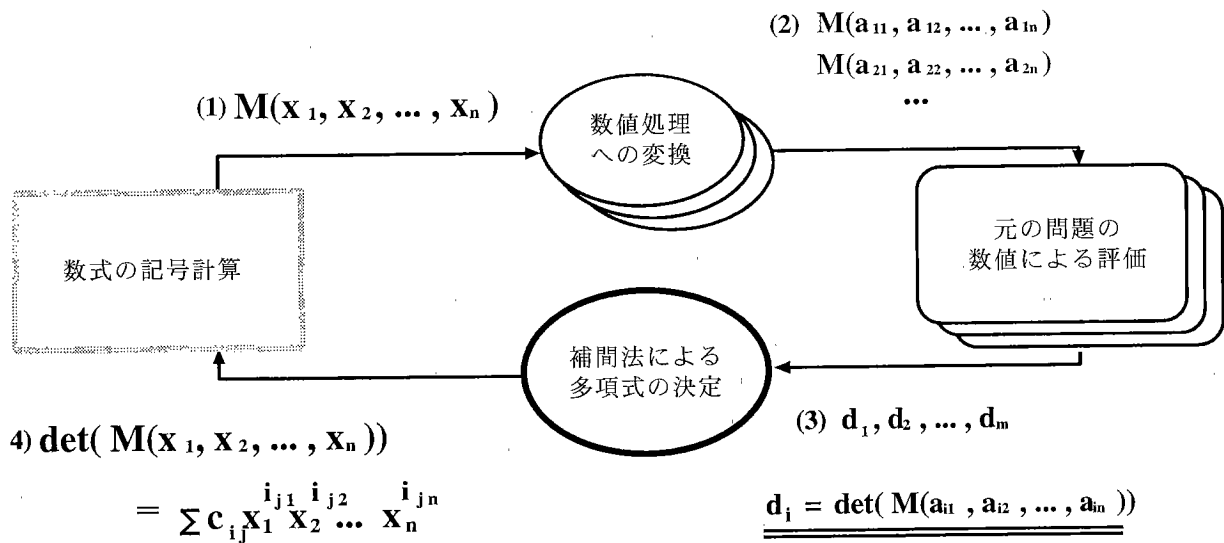 (2) M(a11, a12, ... , a1n)
M(a21, a22, ... , a2n)
...
(1) M(x1, x2, ... , xn)
数値処理
への変換
元の問題の
数値による評価
数式の記号計算
補間法による
多項式の決定
(3) d1, d2 , ... , dm
4) det( M(x1, x2, ... , xn))
= Σ cij x1^ij1 x2^ij2 ... xn^ijn
di = det( M(ai1 , ai2 , ... , ain ))